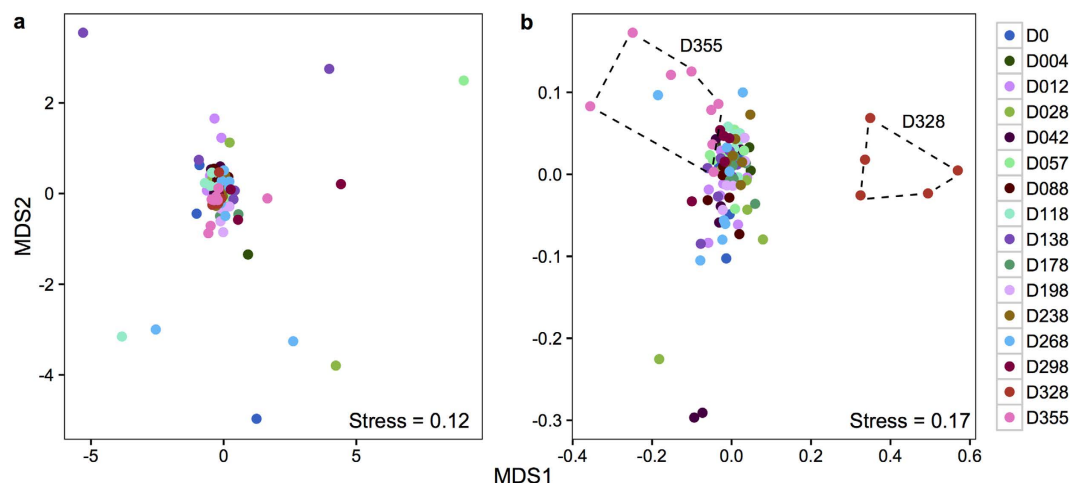 a
MDS2
2
0
-2
-4
-5
0
5
Stress = 0.12
b
D355
D328
0.1
0.0
-0.1
-0.2
-0.3
-0.4
-0.2
0.0
0.2
0.4
0.6
Stress = 0.17
MDS1
D0
D004
D012
D028
D042
D057
D088
D118
D138
D178
D198
D238
D268
D298
D328
D355